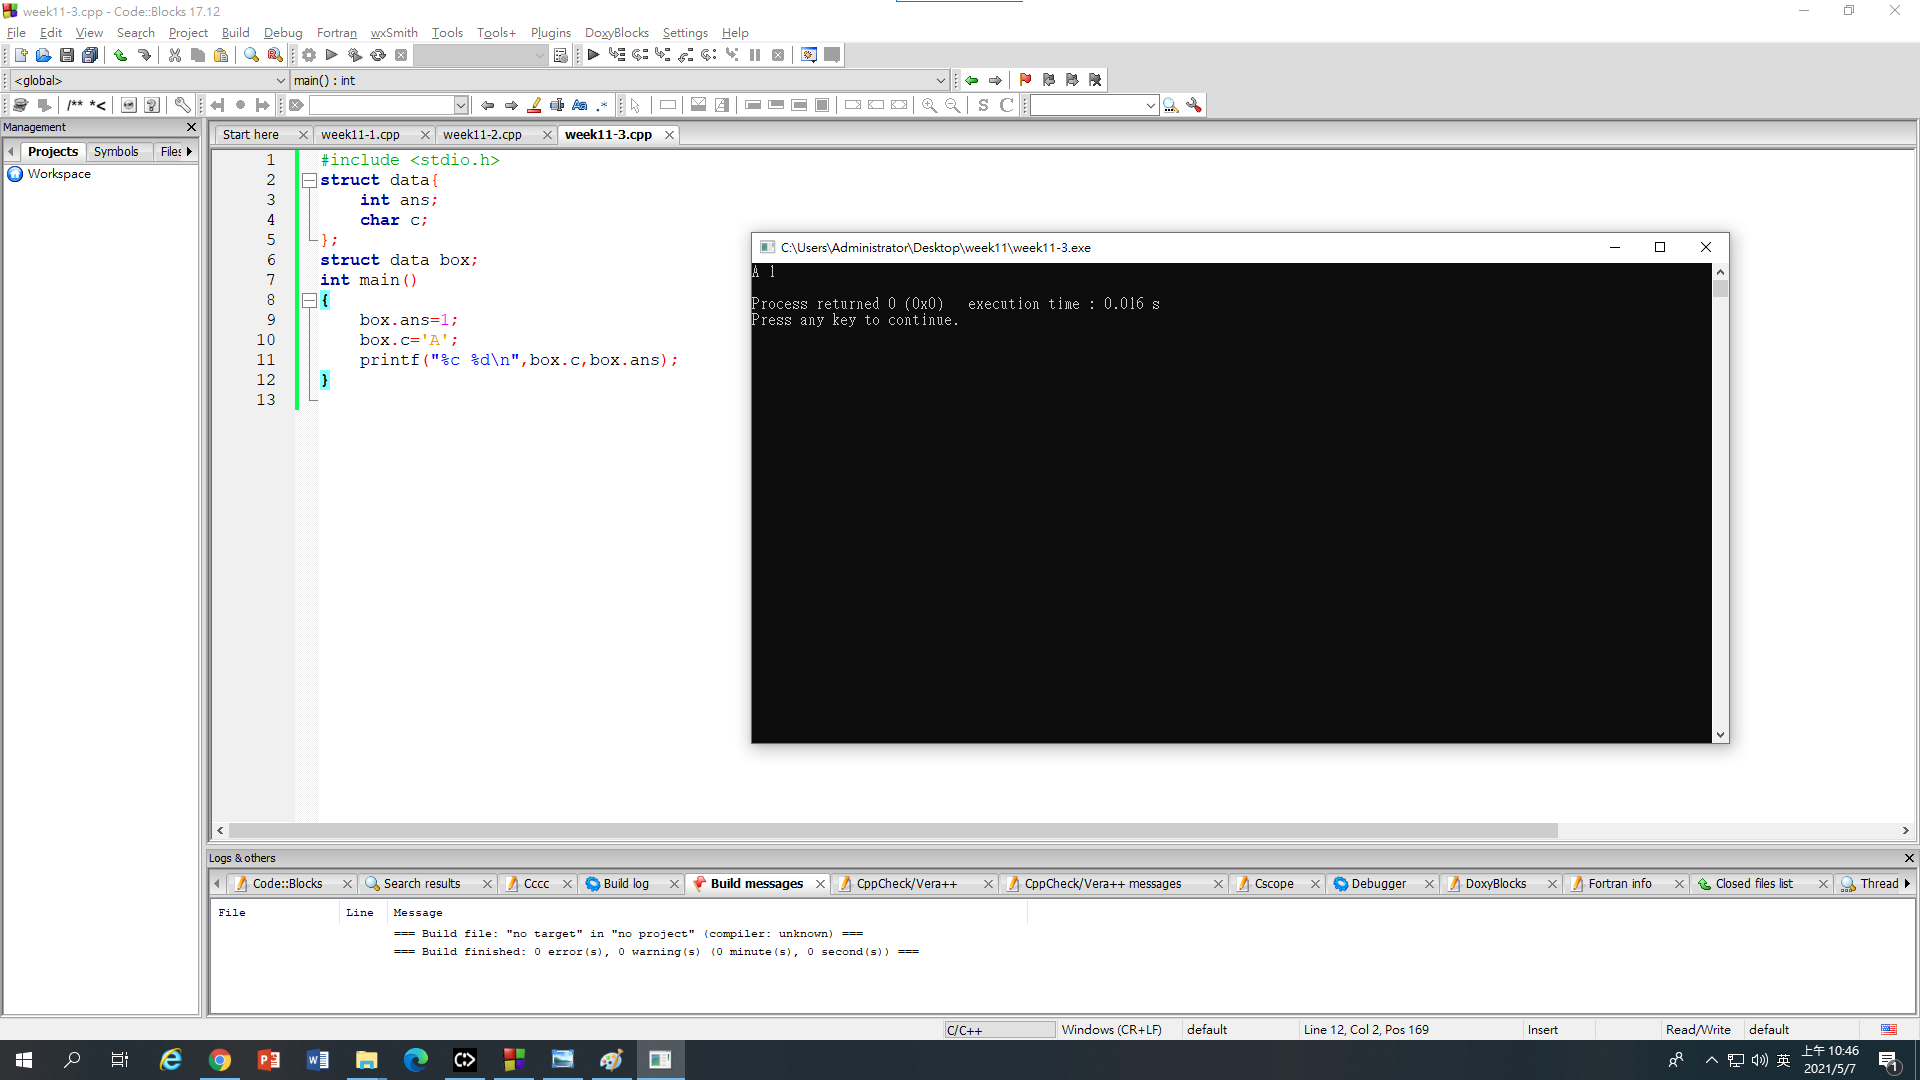 week11-3.cpp - Code::Blocks 17.12
File Edit View Search Project Build Debug Fortran wxSmith Tools Tools+ Plugins DoxyBlocks Settings Help
<global> main() : int
/** *< Aa .* S C
Management
Projects Symbols Files
Workspace
Start here week11-1.cpp week11-2.cpp week11-3.cpp
1 #include <stdio.h>
2 struct data{
3 int ans;
4 char c;
5 };
6 struct data box;
7 int main()
8 {
9 box.ans=1;
10 box.c='A';
11 printf("%c %d\n",box.c,box.ans);
12 }
13
C:\Users\Administrator\Desktop\week11\week11-3.exe
A 1
Process returned 0 (0x0) execution time : 0.016 s
Press any key to continue.
Logs & others
Code::Blocks Search results Cccc Build log Build messages CppCheck/Vera++ CppCheck/Vera++ messages Cscope Debugger DoxyBlocks Fortran info Closed files list Thread
File Line Message
=== Build file: "no target" in "no project" (compiler: unknown) ===
=== Build finished: 0 error(s), 0 warning(s) (0 minute(s), 0 second(s)) ===
C/C++ Windows (CR+LF) default Line 12, Col 2, Pos 169 Insert Read/Write default
英 上午 10:46
2021/5/7
1